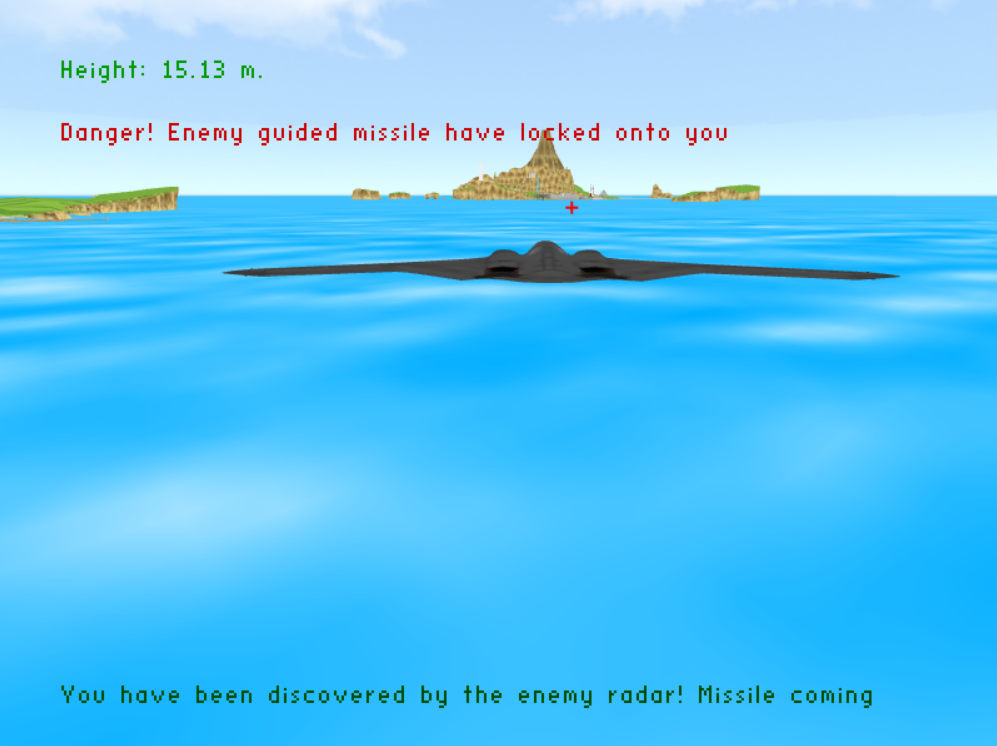 Height: 15.13 m.
Danger! Enemy guided missile have locked onto you
You have been discovered by the enemy radar! Missile coming